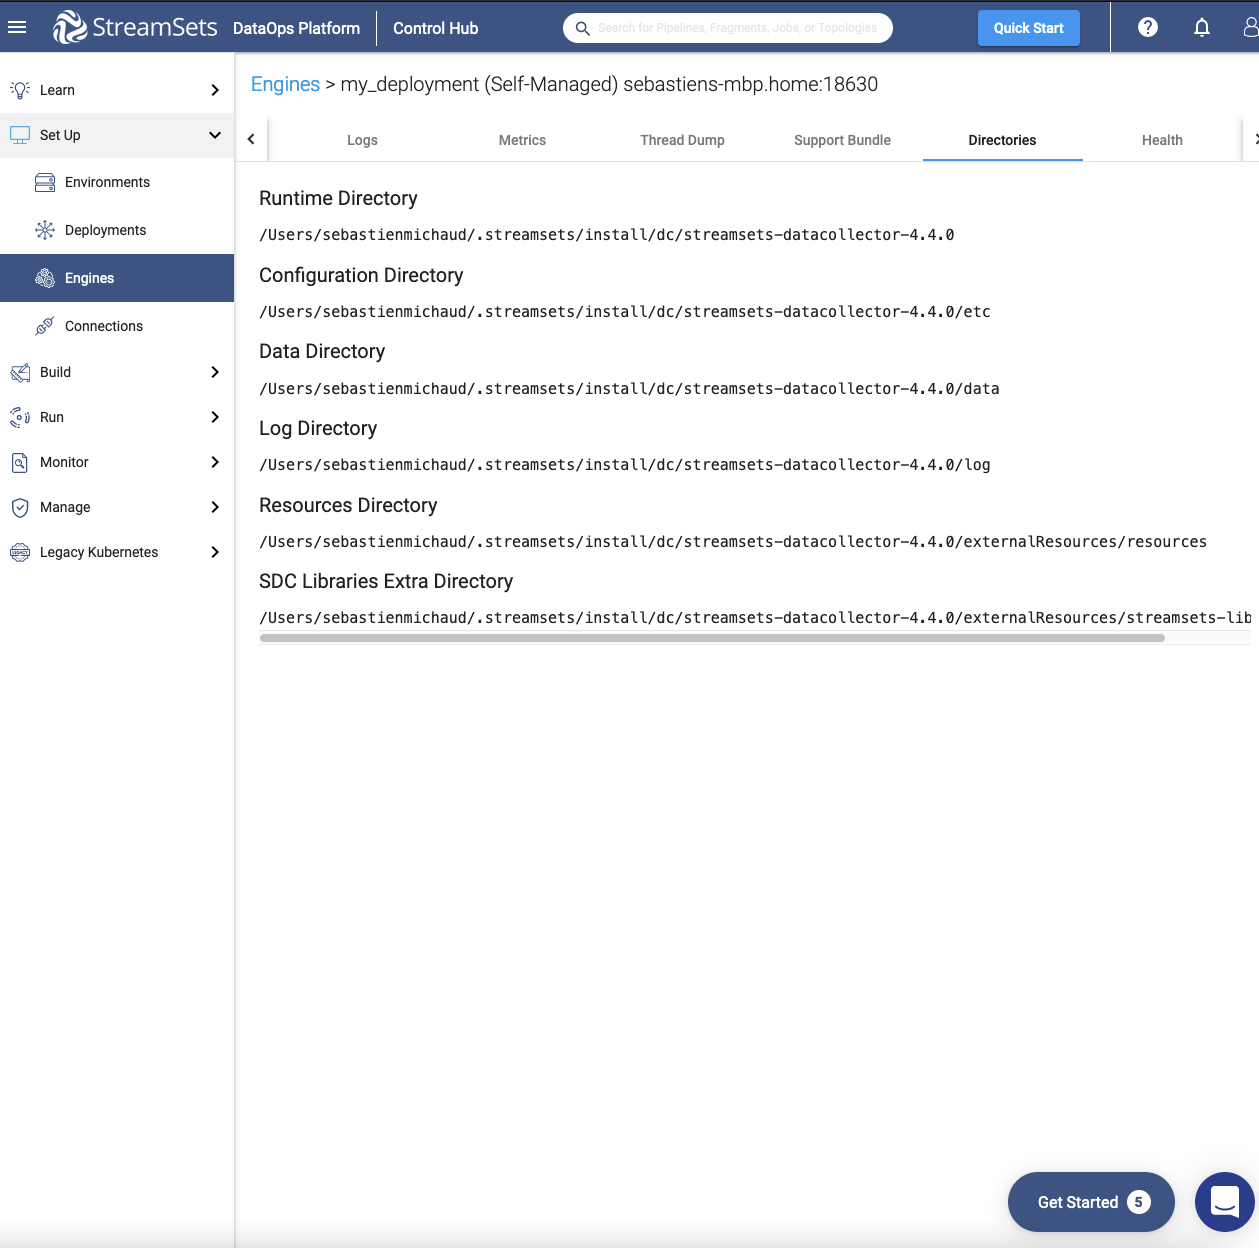 StreamSets DataOps Platform Control Hub Search for Pipelines, Fragments, Jobs, or Topologies Quick Start ?
Learn
Set Up
Environments
Deployments
Engines
Connections
Build
Run
Monitor
Manage
Legacy Kubernetes
Engines > my_deployment (Self-Managed) sebastiens-mbp.home:18630
Logs Metrics Thread Dump Support Bundle Directories Health
Runtime Directory
/Users/sebastienmichaud/.streamsets/install/dc/streamsets-datacollector-4.4.0
Configuration Directory
/Users/sebastienmichaud/.streamsets/install/dc/streamsets-datacollector-4.4.0/etc
Data Directory
/Users/sebastienmichaud/.streamsets/install/dc/streamsets-datacollector-4.4.0/data
Log Directory
/Users/sebastienmichaud/.streamsets/install/dc/streamsets-datacollector-4.4.0/log
Resources Directory
/Users/sebastienmichaud/.streamsets/install/dc/streamsets-datacollector-4.4.0/externalResources/resources
SDC Libraries Extra Directory
/Users/sebastienmichaud/.streamsets/install/dc/streamsets-datacollector-4.4.0/externalResources/streamsets-lib
Get Started 5